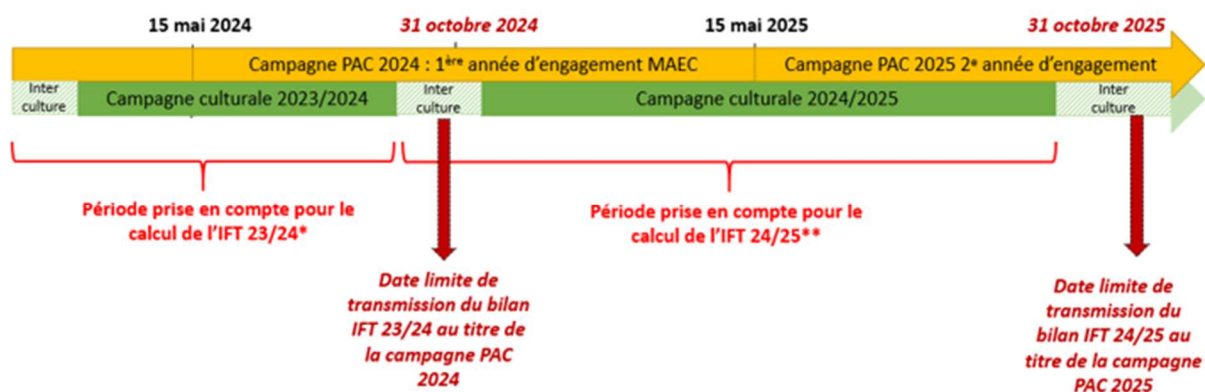 15 mai 2024
31 octobre 2024
15 mai 2025
31 octobre 2025
Campagne PAC 2024 : 1ère année d'engagement MAEC
Campagne PAC 2025 2e année d'engagement
Inter
culture
Campagne culturale 2023/2024
Inter
culture
Campagne culturale 2024/2025
Inter
culture
Période prise en compte pour le
calcul de l'IFT 23/24*
Période prise en compte pour le
calcul de l'IFT 24/25**
Date limite de
transmission du bilan
IFT 23/24 au titre de
la campagne PAC
2024
Date limite de
transmission du
bilan IFT 24/25 au
titre de la campagne
PAC 2025